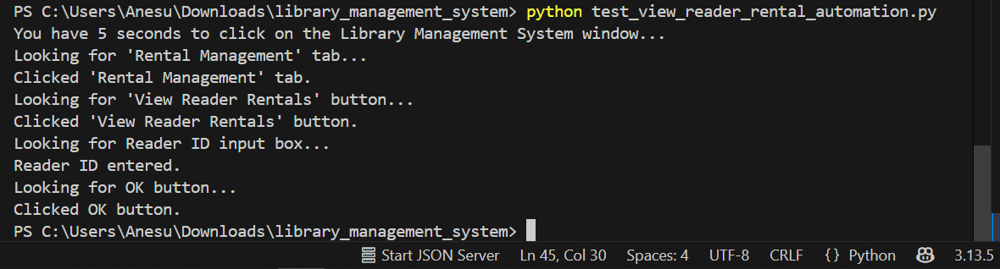 PS C:\Users\Anesu\Downloads\library_management_system> python test_view_reader_rental_automation.py
You have 5 seconds to click on the Library Management System window...
Looking for 'Rental Management' tab...
Clicked 'Rental Management' tab.
Looking for 'View Reader Rentals' button...
Clicked 'View Reader Rentals' button.
Looking for Reader ID input box...
Reader ID entered.
Looking for OK button...
Clicked OK button.
PS C:\Users\Anesu\Downloads\library_management_system>
Start JSON Server Ln 45, Col 30 Spaces: 4 UTF-8 CRLF {} Python 3.13.5